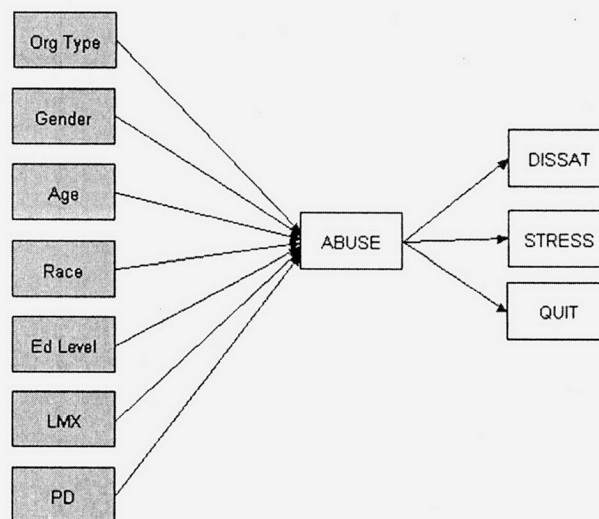 Org Type
Gender
Age
Race
Ed Level
LMX
PD
ABUSE
DISSAT
STRESS
QUIT